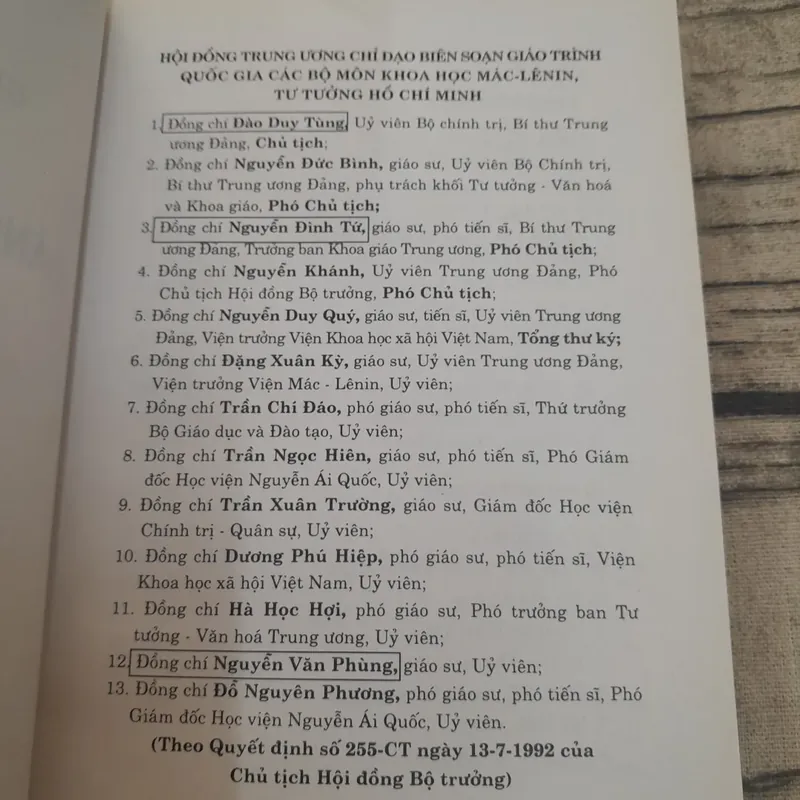 HỘI ĐỒNG TRUNG ƯƠNG CHỈ ĐẠO BIÊN SOẠN GIÁO TRÌNH
QUỐC GIA CÁC BỘ MÔN KHOA HỌC MÁC-LÊNIN,
TƯ TƯỞNG HỒ CHÍ MINH
1. Đồng chí Đào Duy Tùng, Uỷ viên Bộ chính trị, Bí thư Trung
ương Đảng, Chủ tịch;
2. Đồng chí Nguyễn Đức Bình, giáo sư, Uỷ viên Bộ Chính trị,
Bí thư Trung ương Đảng, phụ trách khối Tư tưởng - Văn hoá
và Khoa giáo, Phó Chủ tịch;
3. Đồng chí Nguyễn Đình Tứ, giáo sư, phó tiến sĩ, Bí thư Trung
ương Đảng, Trưởng ban Khoa giáo Trung ương, Phó Chủ tịch;
4. Đồng chí Nguyễn Khánh, Uỷ viên Trung ương Đảng, Phó
Chủ tịch Hội đồng Bộ trưởng, Phó Chủ tịch;
5. Đồng chí Nguyễn Duy Quý, giáo sư, tiến sĩ, Uỷ viên Trung ương
Đảng, Viện trưởng Viện Khoa học xã hội Việt Nam, Tổng thư ký;
6. Đồng chí Đặng Xuân Kỳ, giáo sư, Uỷ viên Trung ương Đảng,
Viện trưởng Viện Mác - Lênin, Uỷ viên;
7. Đồng chí Trần Chí Đáo, phó giáo sư, phó tiến sĩ, Thứ trưởng
Bộ Giáo dục và Đào tạo, Uỷ viên;
8. Đồng chí Trần Ngọc Hiên, giáo sư, phó tiến sĩ, Phó Giám
đốc Học viện Nguyễn Ái Quốc, Uỷ viên;
9. Đồng chí Trần Xuân Trường, giáo sư, Giám đốc Học viện
Chính trị - Quân sự, Uỷ viên;
10. Đồng chí Dương Phú Hiệp, phó giáo sư, phó tiến sĩ, Viện
Khoa học xã hội Việt Nam, Uỷ viên;
11. Đồng chí Hà Học Hợi, phó giáo sư, Phó trưởng ban Tư
tưởng - Văn hoá Trung ương, Uỷ viên;
12. Đồng chí Nguyễn Văn Phùng, giáo sư, Uỷ viên;
13. Đồng chí Đỗ Nguyên Phương, phó giáo sư, phó tiến sĩ, Phó
Giám đốc Học viện Nguyễn Ái Quốc, Uỷ viên.
(Theo Quyết định số 255-CT ngày 13-7-1992 của
Chủ tịch Hội đồng Bộ trưởng)